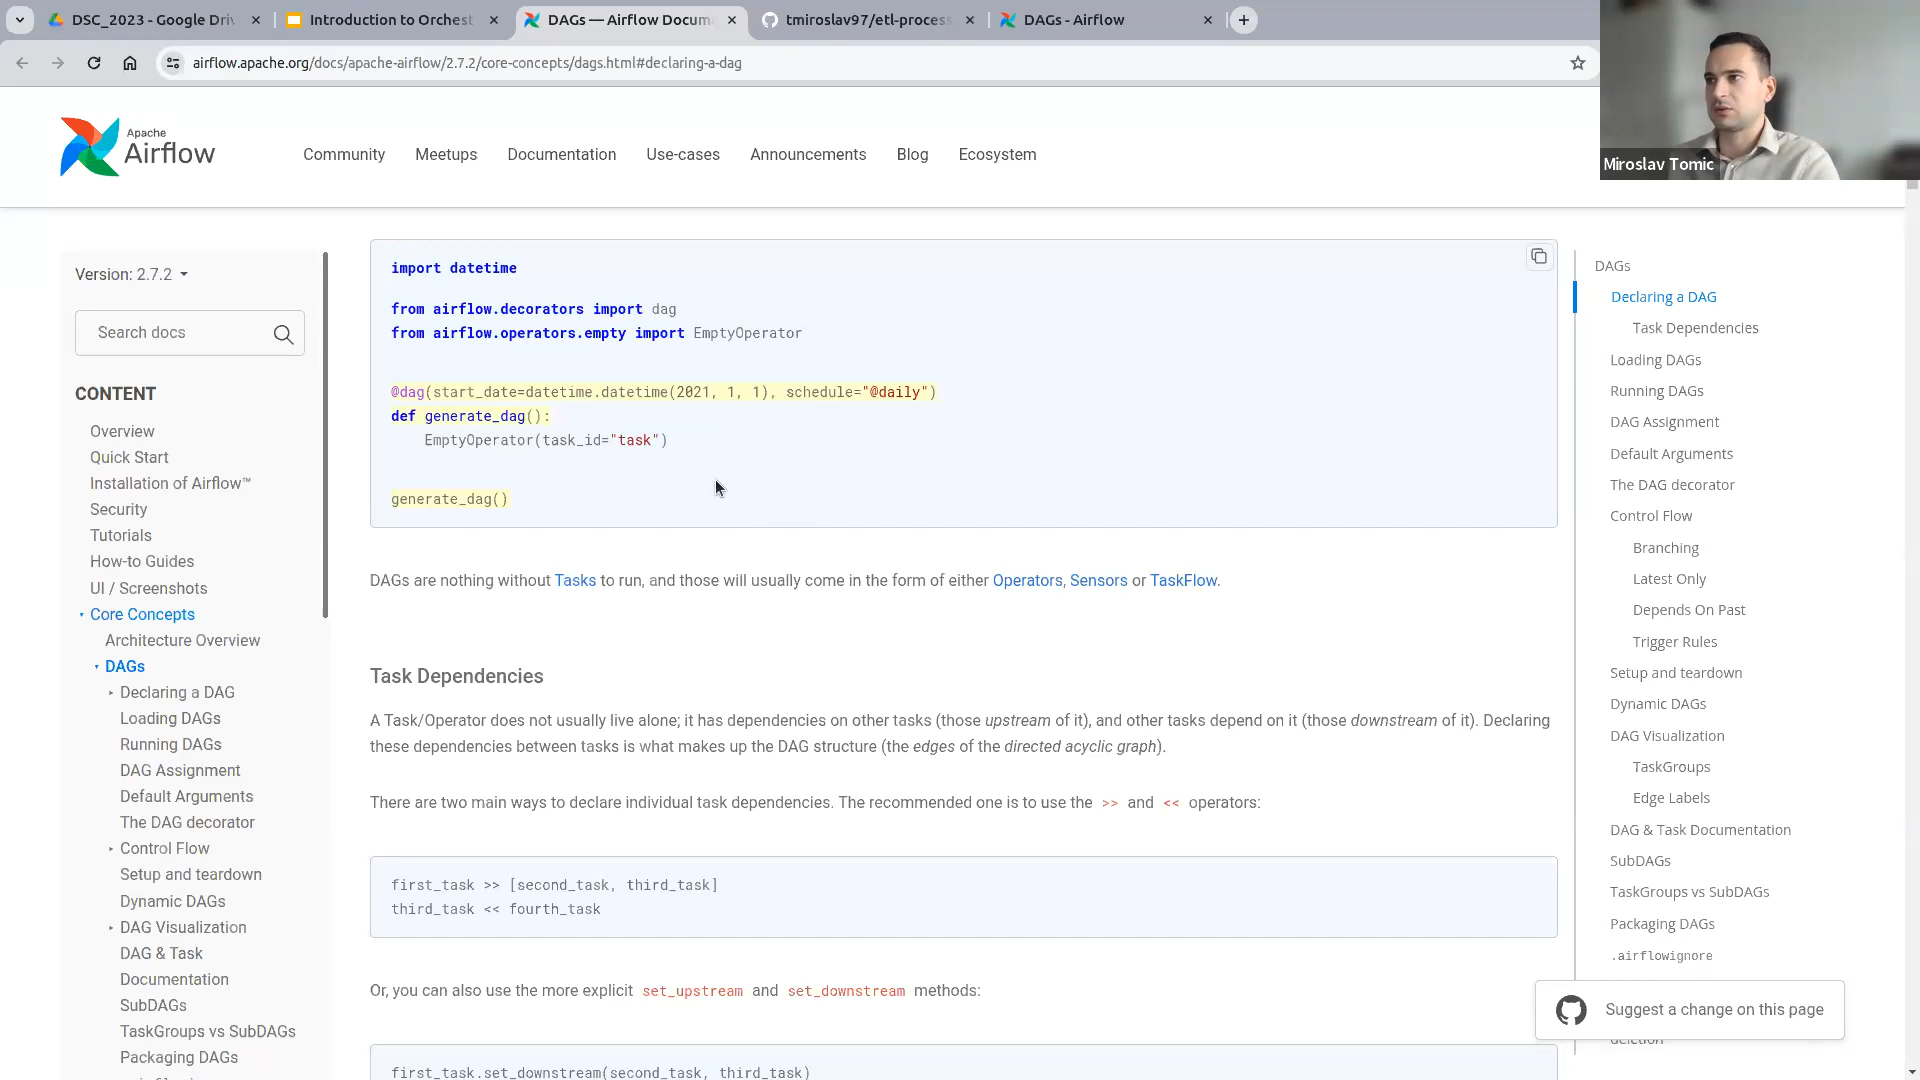 DSC_2023 - Google Driv
Introduction to Orchest
DAGs — Airflow Docum
tmiroslav97/etl-process
DAGs - Airflow
airflow.apache.org/docs/apache-airflow/2.7.2/core-concepts/dags.html#declaring-a-dag
Miroslav Tomic
Apache
Airflow
Community
Meetups
Documentation
Use-cases
Announcements
Blog
Ecosystem
Version: 2.7.2
Search docs
CONTENT
Overview
Quick Start
Installation of Airflow™
Security
Tutorials
How-to Guides
UI / Screenshots
Core Concepts
Architecture Overview
DAGs
Declaring a DAG
Loading DAGs
Running DAGs
DAG Assignment
Default Arguments
The DAG decorator
Control Flow
Setup and teardown
Dynamic DAGs
DAG Visualization
DAG & Task
Documentation
SubDAGs
TaskGroups vs SubDAGs
Packaging DAGs
import datetime
from airflow.decorators import dag
from airflow.operators.empty import EmptyOperator
@dag(start_date=datetime.datetime(2021, 1, 1), schedule="@daily")
def generate_dag():
EmptyOperator(task_id="task")
generate_dag()
DAGs are nothing without Tasks to run, and those will usually come in the form of either Operators, Sensors or TaskFlow.
Task Dependencies
A Task/Operator does not usually live alone; it has dependencies on other tasks (those upstream of it), and other tasks depend on it (those downstream of it). Declaring
these dependencies between tasks is what makes up the DAG structure (the edges of the directed acyclic graph).
There are two main ways to declare individual task dependencies. The recommended one is to use the >> and << operators:
first_task >> [second_task, third_task]
third_task << fourth_task
Or, you can also use the more explicit set_upstream and set_downstream methods:
first_task.set_downstream(second_task, third_task)
DAGs
Declaring a DAG
Task Dependencies
Loading DAGs
Running DAGs
DAG Assignment
Default Arguments
The DAG decorator
Control Flow
Branching
Latest Only
Depends On Past
Trigger Rules
Setup and teardown
Dynamic DAGs
DAG Visualization
TaskGroups
Edge Labels
DAG & Task Documentation
SubDAGs
TaskGroups vs SubDAGs
Packaging DAGs
.airflowignore
Suggest a change on this page
deletion